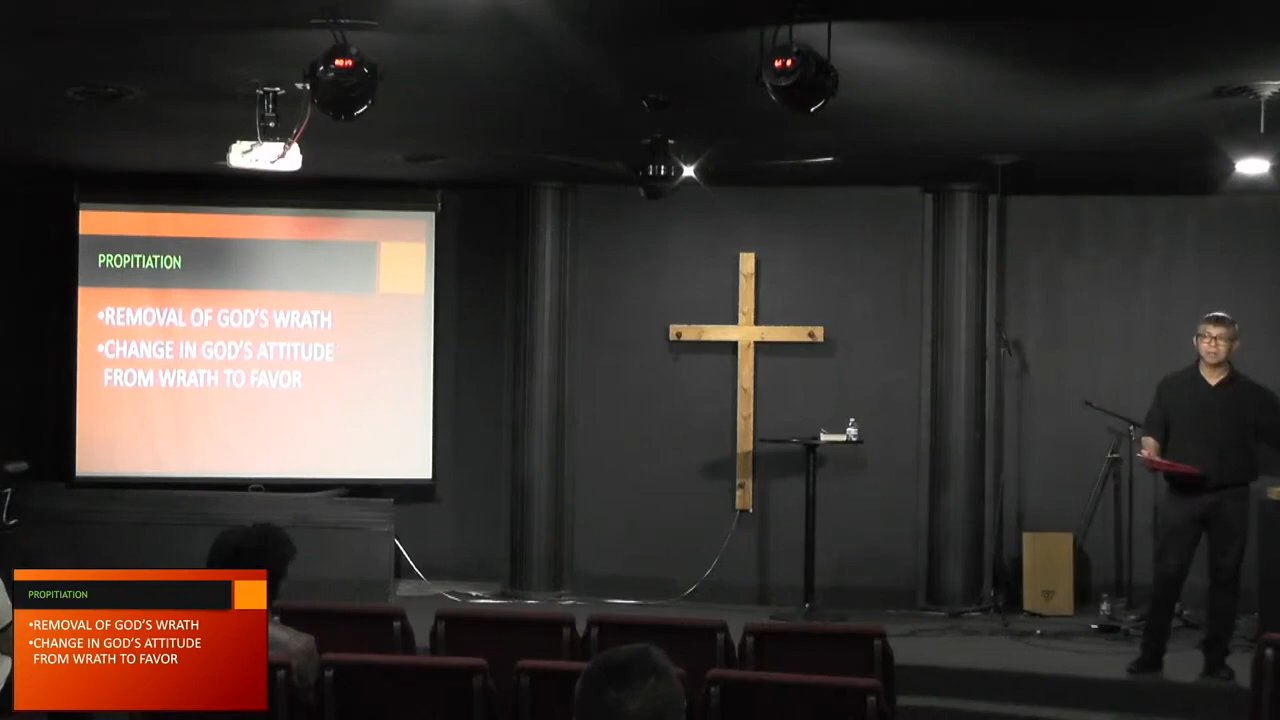 PROPITIATION
•REMOVAL OF GOD'S WRATH
•CHANGE IN GOD'S ATTITUDE
FROM WRATH TO FAVOR
PROPITIATION
•REMOVAL OF GOD'S WRATH
•CHANGE IN GOD'S ATTITUDE
FROM WRATH TO FAVOR